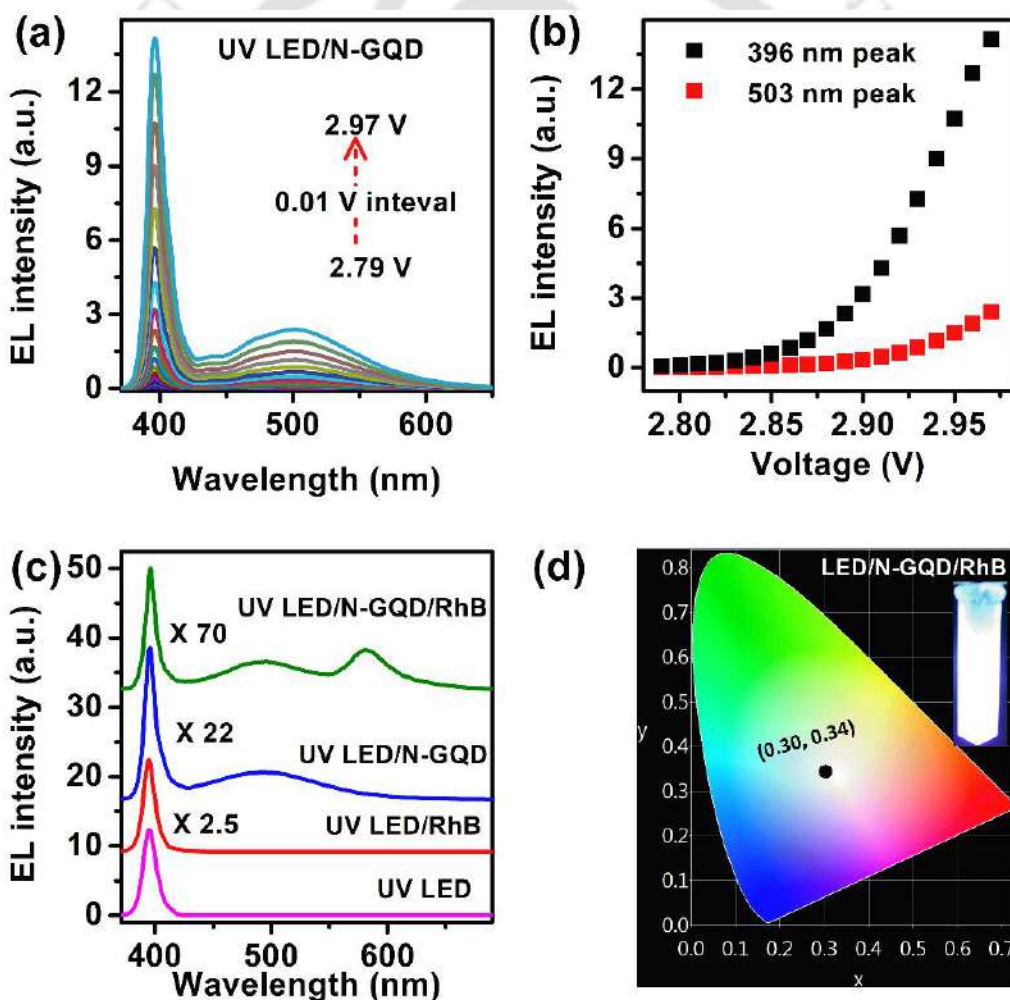 (a)
UV LED/N-GQD
2.97 V
0.01 V inteval
2.79 V
EL intensity (a.u.)
12
9
6
3
0
400 500 600
Wavelength (nm)
(b)
396 nm peak
503 nm peak
EL intensity (a.u.)
12
9
6
3
0
2.80 2.85 2.90 2.95
Voltage (V)
(c)
UV LED/N-GQD/RhB
X 70
X 22
UV LED/N-GQD
X 2.5
UV LED/RhB
UV LED
EL intensity (a.u.)
50
40
30
20
10
0
400 500 600
Wavelength (nm)
(d)
LED/N-GQD/RhB
(0.30, 0.34)
y
0.8
0.7
0.6
0.5
0.4
0.3
0.2
0.1
0.0
0.0 0.1 0.2 0.3 0.4 0.5 0.6 0.7
x